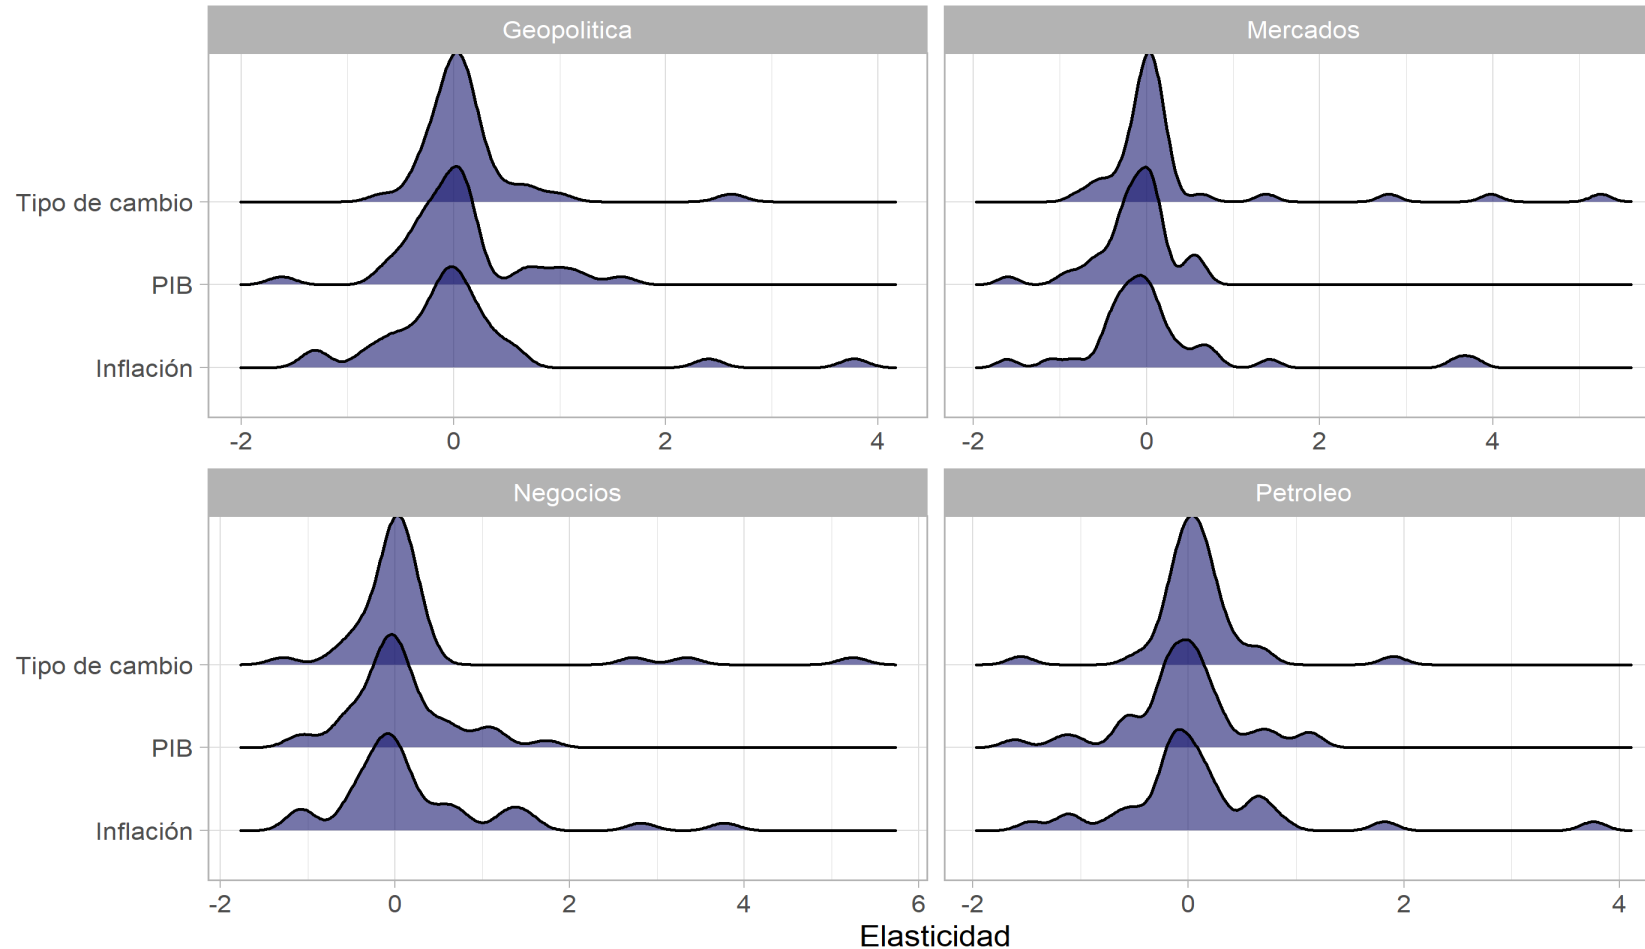 Geopolitica
Mercados
Tipo de cambio
PIB
Inflación
-2 0 2 4
-2 0 2 4
Negocios
Petroleo
Tipo de cambio
PIB
Inflación
-2 0 2 4 6
-2 0 2 4
Elasticidad